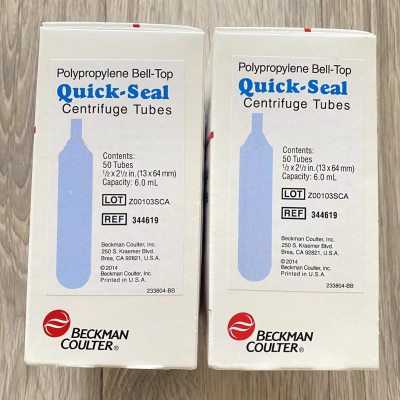 Polypropylene Bell-Top
Quick-Seal
Centrifuge Tubes
Contents:
50 Tubes
1/2 x 2 1/2 in. (13 x 64 mm)
Capacity: 6.0 mL
LOT Z00103SCA
REF 344619
Beckman Coulter, Inc.
250 S. Kraemer Blvd.
Brea, CA 92821, U.S.A.
© 2014
Beckman Coulter, Inc.
Printed in U.S.A.
233804-BB
BECKMAN
COULTER®
Polypropylene Bell-Top
Quick-Seal
Centrifuge Tubes
Contents:
50 Tubes
1/2 x 2 1/2 in. (13 x 64 mm)
Capacity: 6.0 mL
LOT Z00103SCA
REF 344619
Beckman Coulter, Inc.
250 S. Kraemer Blvd.
Brea, CA 92821, U.S.A.
© 2014
Beckman Coulter, Inc.
Printed in U.S.A.
233804-BB
BECKMAN
COULTER®